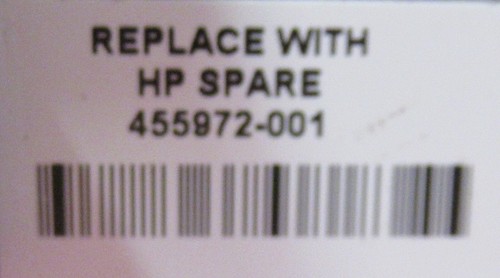 REPLACE WITH
HP SPARE
455972-001